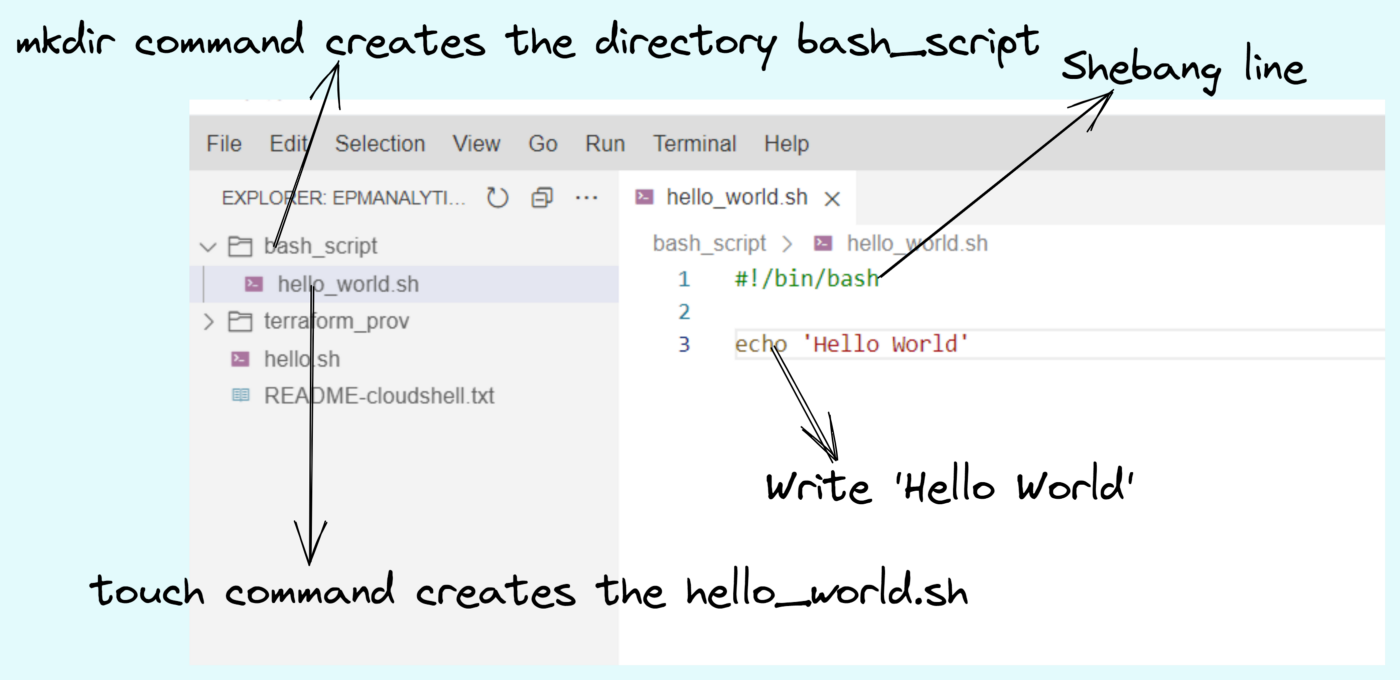 mkdir command creates the directory bash_script
Shebang line
File Edit Selection View Go Run Terminal Help
EXPLORER: EPMANALYTI...
bash_script
hello_world.sh
terraform_prov
hello.sh
README-cloudshell.txt
hello_world.sh
bash_script > hello_world.sh
1 #!/bin/bash
2
3 echo 'Hello World'
Write 'Hello World'
touch command creates the hello_world.sh